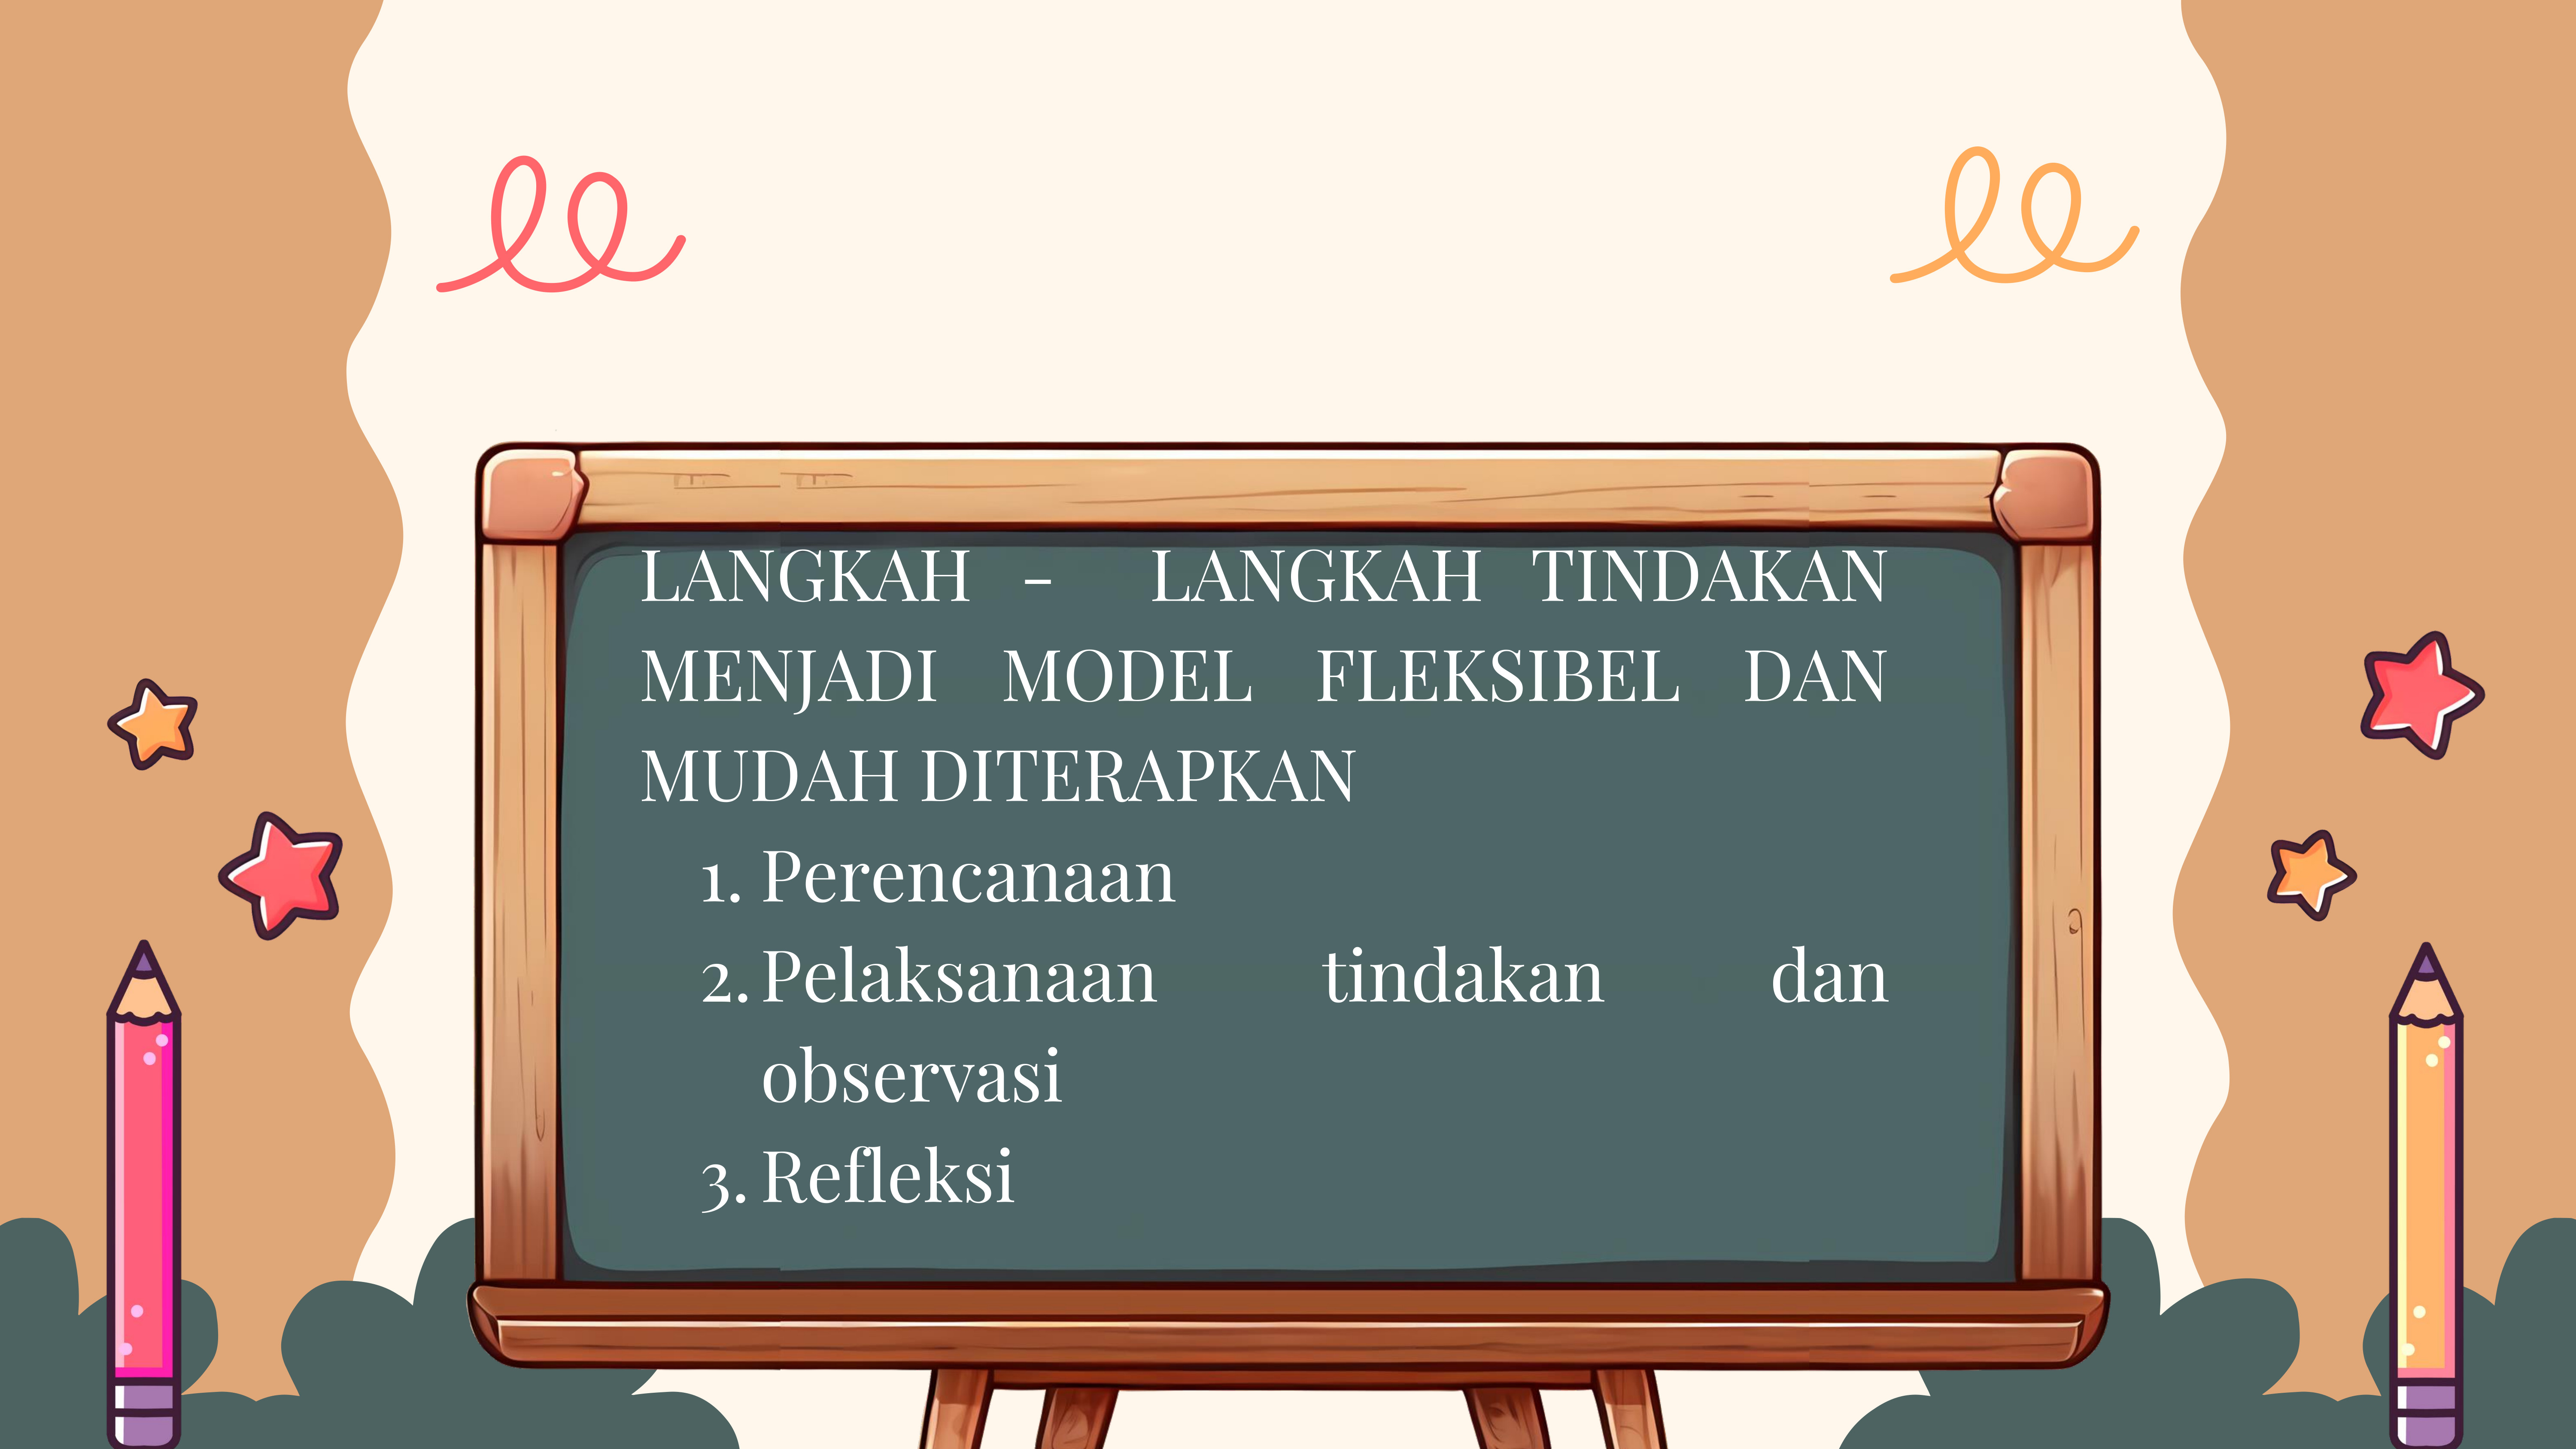 LANGKAH - LANGKAH TINDAKAN
MENJADI MODEL FLEKSIBEL DAN
MUDAH DITERAPKAN
1. Perencanaan
2. Pelaksanaan tindakan dan
observasi
3. Refleksi